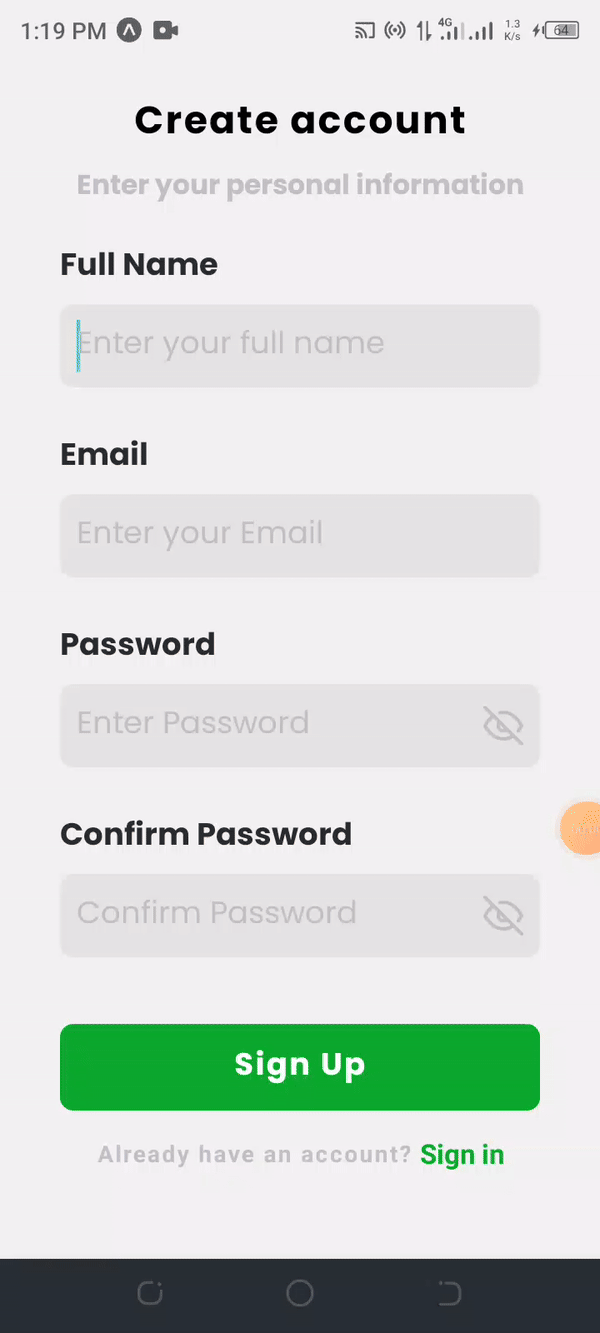 1:19 PM 4G 1.3 K/s 64
Create account
Enter your personal information
Full Name
Enter your full name
Email
Enter your Email
Password
Enter Password
Confirm Password
Confirm Password
Sign Up
Already have an account? Sign in